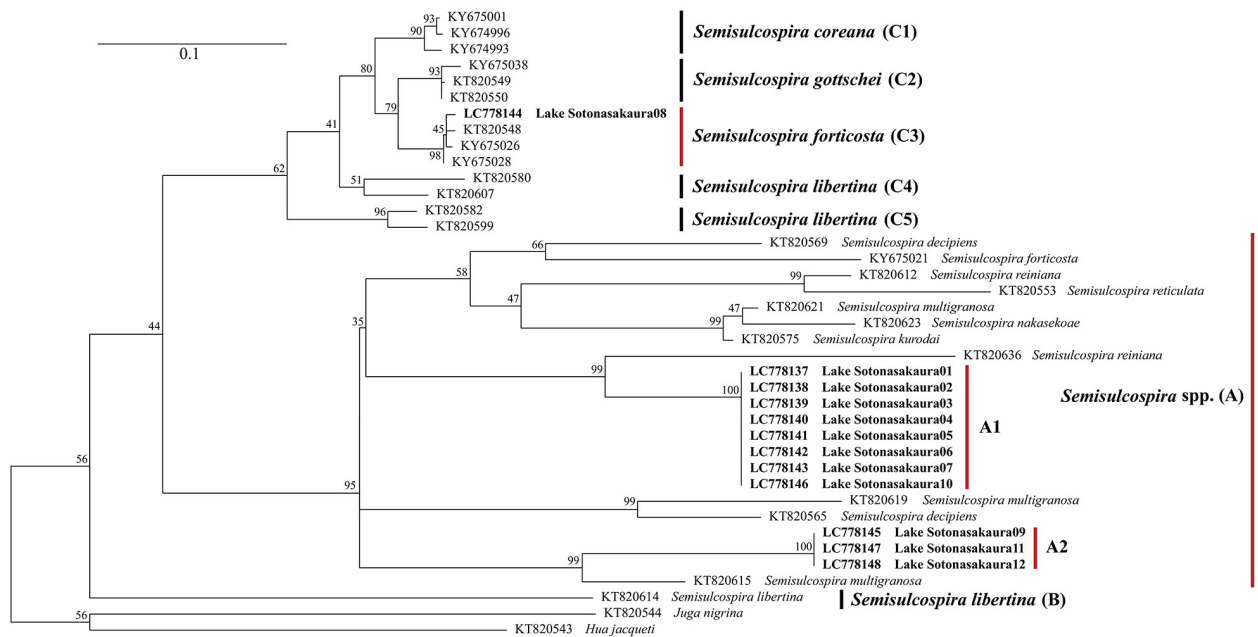 0.1
93 KY675001
90 KY674996
KY674993
Semisulcospira coreana (C1)
80
93 KY675038
KT820549
KT820550
Semisulcospira gottschei (C2)
79
LC778144 Lake Sotonasakaura08
45 KT820548
KY675026
98 KY675028
Semisulcospira forticosta (C3)
41
51 KT820580
KT820607
Semisulcospira libertina (C4)
62
96 KT820582
KT820599
Semisulcospira libertina (C5)
66 KT820569 Semisulcospira decipiens
KY675021 Semisulcospira forticosta
58
99 KT820612 Semisulcospira reiniana
KT820553 Semisulcospira reticulata
47
47 KT820621 Semisulcospira multigranosa
99 KT820623 Semisulcospira nakasekoae
KT820575 Semisulcospira kurodai
44
35
KT820636 Semisulcospira reiniana
99
LC778137 Lake Sotonasakaura01
100 LC778138 Lake Sotonasakaura02
LC778139 Lake Sotonasakaura03
LC778140 Lake Sotonasakaura04
LC778141 Lake Sotonasakaura05
LC778142 Lake Sotonasakaura06
LC778143 Lake Sotonasakaura07
LC778146 Lake Sotonasakaura10
A1
Semisulcospira spp. (A)
56
95
99 KT820619 Semisulcospira multigranosa
KT820565 Semisulcospira decipiens
LC778145 Lake Sotonasakaura09
100 LC778147 Lake Sotonasakaura11
LC778148 Lake Sotonasakaura12
A2
99
KT820615 Semisulcospira multigranosa
KT820614 Semisulcospira libertina
Semisulcospira libertina (B)
56 KT820544 Juga nigrina
KT820543 Hua jacqueti